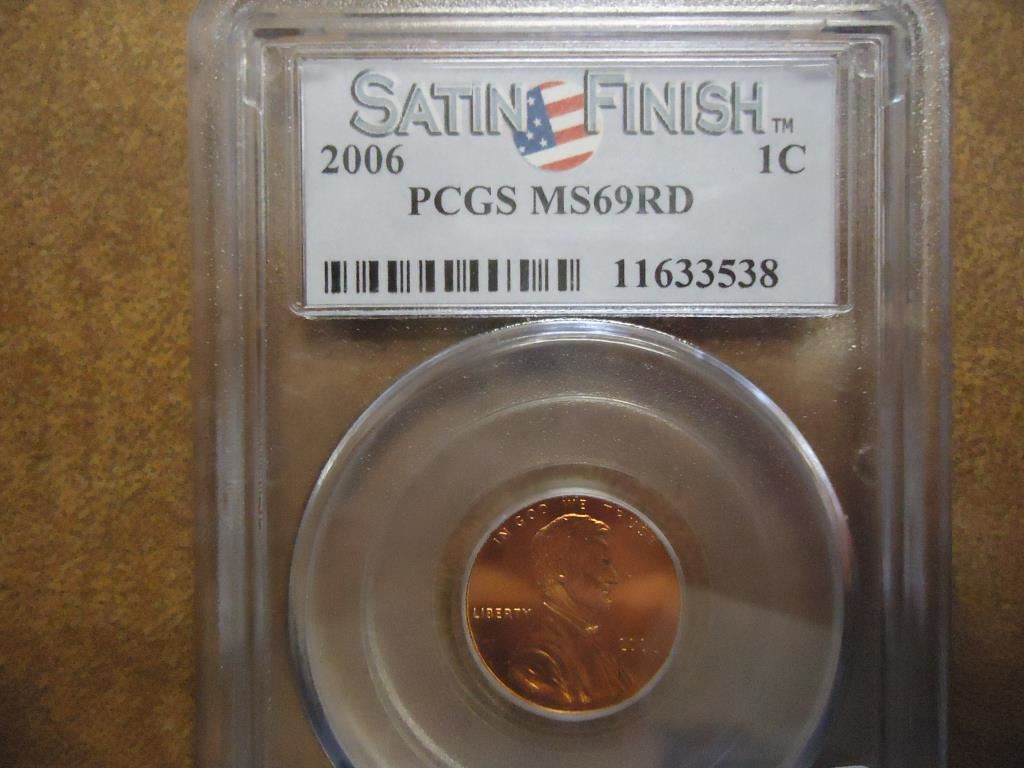 SATIN FINISH™
2006 1C
PCGS MS69RD
11633538
IN GOD WE TRUST
LIBERTY